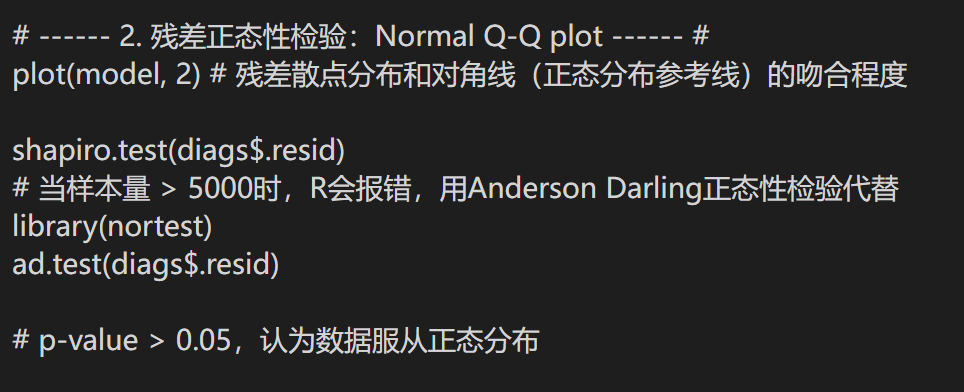 # ------ 2. 残差正态性检验：Normal Q-Q plot ------ #
plot(model, 2) # 残差散点分布和对角线（正态分布参考线）的吻合程度
shapiro.test(diags$.resid)
# 当样本量 > 5000时，R会报错，用Anderson Darling正态性检验代替
library(nortest)
ad.test(diags$.resid)
# p-value > 0.05，认为数据服从正态分布